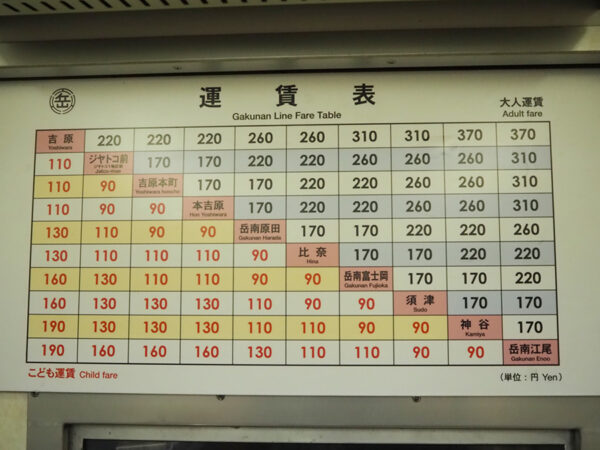 岳
運賃表
Gakunan Line Fare Table
大人運賃
Adult fare
吉原 Yoshiwara 220 220 220 260 260 310 310 370 370
110 ジヤトコ前 Jatco-mae 170 170 220 220 260 260 310 310
110 90 吉原本町 Yoshiwara-honcho 170 170 220 220 260 260 310
110 90 90 本吉原 Hon Yoshiwara 170 170 220 220 260 310
130 110 90 90 岳南原田 Gakunan Harada 170 170 220 220 260
130 110 110 110 90 比奈 Hina 170 170 220 220
160 130 110 110 90 90 岳南富士岡 Gakunan Fujioka 170 170 220
160 130 130 110 110 90 90 須津 Sudo 170 170
190 130 130 130 110 110 90 90 神谷 Kamiya 170
190 160 160 160 130 110 110 90 90 岳南江尾 Gakunan Enoo
こども運賃 Child fare
(単位：円 Yen)